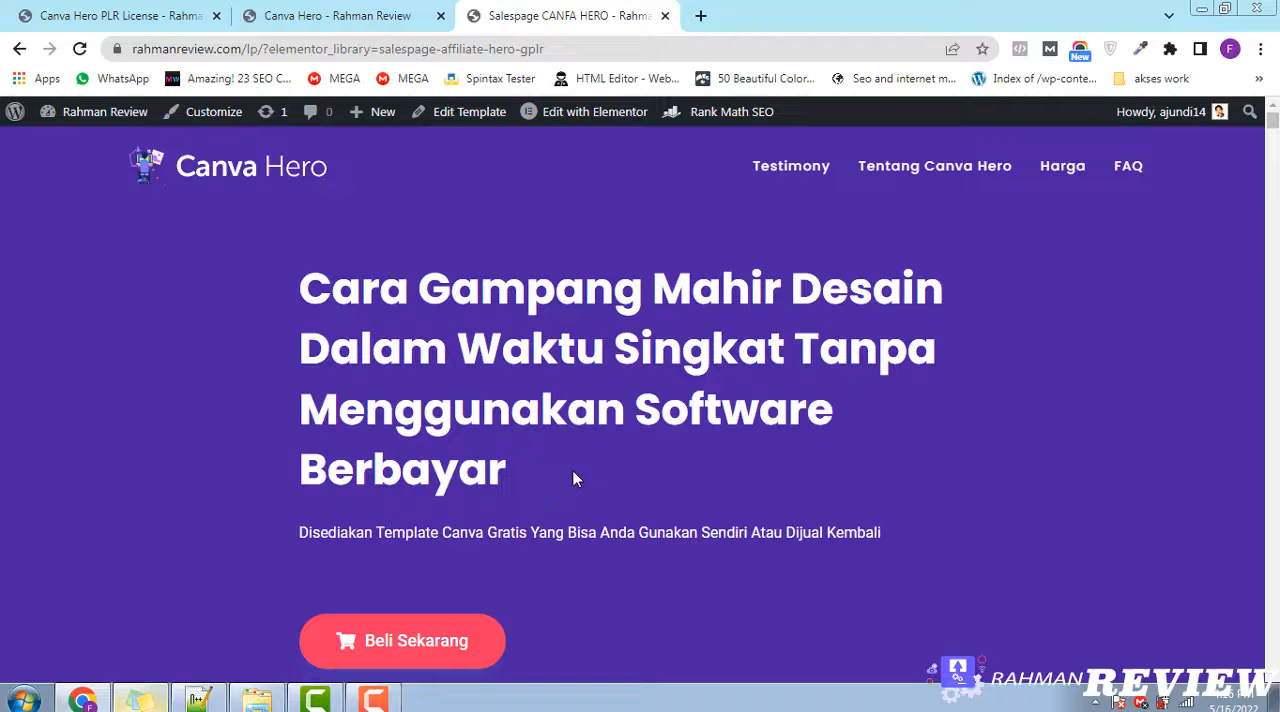 Canva Hero PLR License - Rahman
Canva Hero - Rahman Review
Salespage CANFA HERO - Rahma
rahmanreview.com/lp/?elementor_library=salespage-affiliate-hero-gplr
New
F
Apps
WhatsApp
MW
Amazing! 23 SEO C...
MEGA
MEGA
Spintax Tester
HTML Editor - Web...
50 Beautiful Color...
Seo and internet m...
Index of /wp-conte...
akses work
Rahman Review
Customize
1
0
New
Edit Template
Edit with Elementor
Rank Math SEO
Howdy, ajundi14
Canva Hero
Testimony
Tentang Canva Hero
Harga
FAQ
Cara Gampang Mahir Desain
Dalam Waktu Singkat Tanpa
Menggunakan Software
Berbayar
Disediakan Template Canva Gratis Yang Bisa Anda Gunakan Sendiri Atau Dijual Kembali
Beli Sekarang
RAHMAN REVIEW
5/16/2022